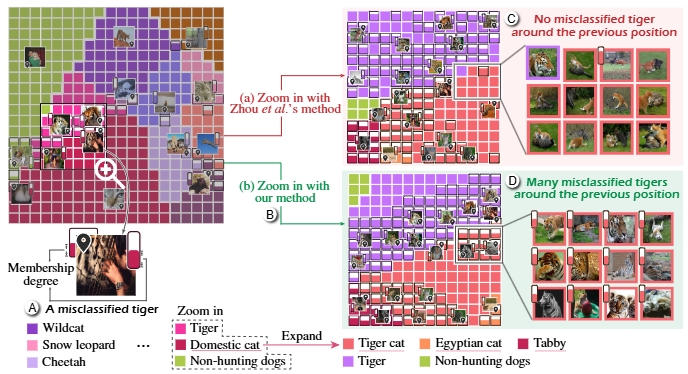 C
No misclassified tiger
around the previous position
(a) Zoom in with
Zhou et al.'s method
(b) Zoom in with
our method
B
D
Many misclassified tigers
around the previous position
Membership
degree
A
A misclassified tiger
Wildcat
Snow leopard
...
Cheetah
Zoom in
Tiger
Domestic cat
Non-hunting dogs
Expand
Tiger cat
Egyptian cat
Tabby
Tiger
Non-hunting dogs